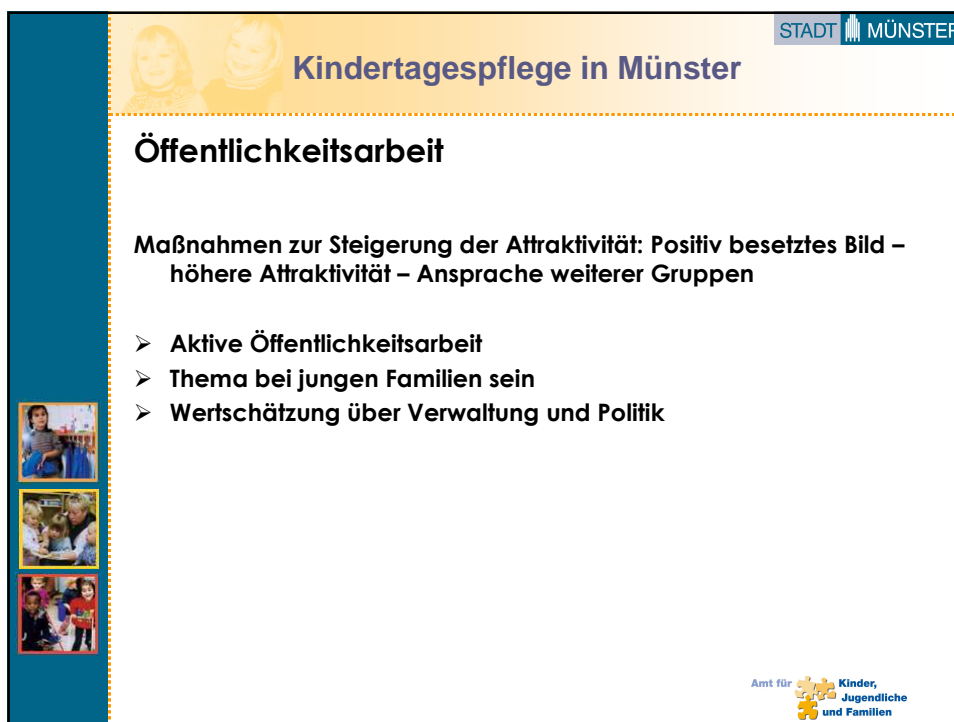 STADT MÜNSTER
Kindertagespflege in Münster
Öffentlichkeitsarbeit
Maßnahmen zur Steigerung der Attraktivität: Positiv besetztes Bild –
höhere Attraktivität – Ansprache weiterer Gruppen
➢ Aktive Öffentlichkeitsarbeit
➢ Thema bei jungen Familien sein
➢ Wertschätzung über Verwaltung und Politik
Amt für Kinder,
Jugendliche
und Familien